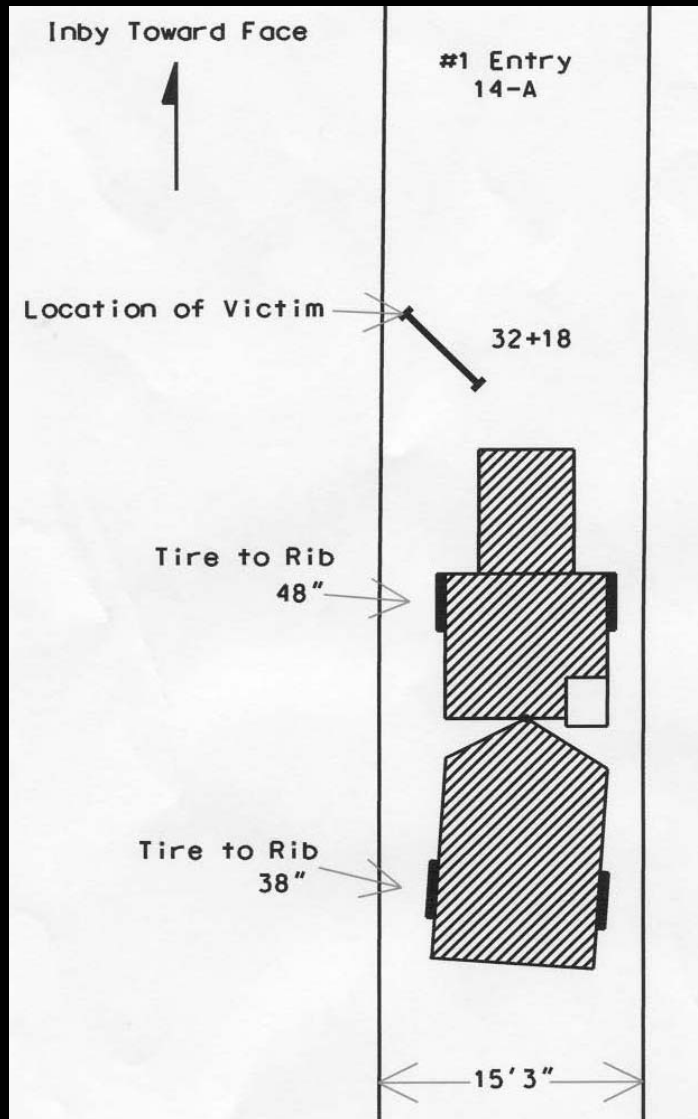 Inby Toward Face
#1 Entry
14-A
Location of Victim
32+18
Tire to Rib
48"
Tire to Rib
38"
15'3"